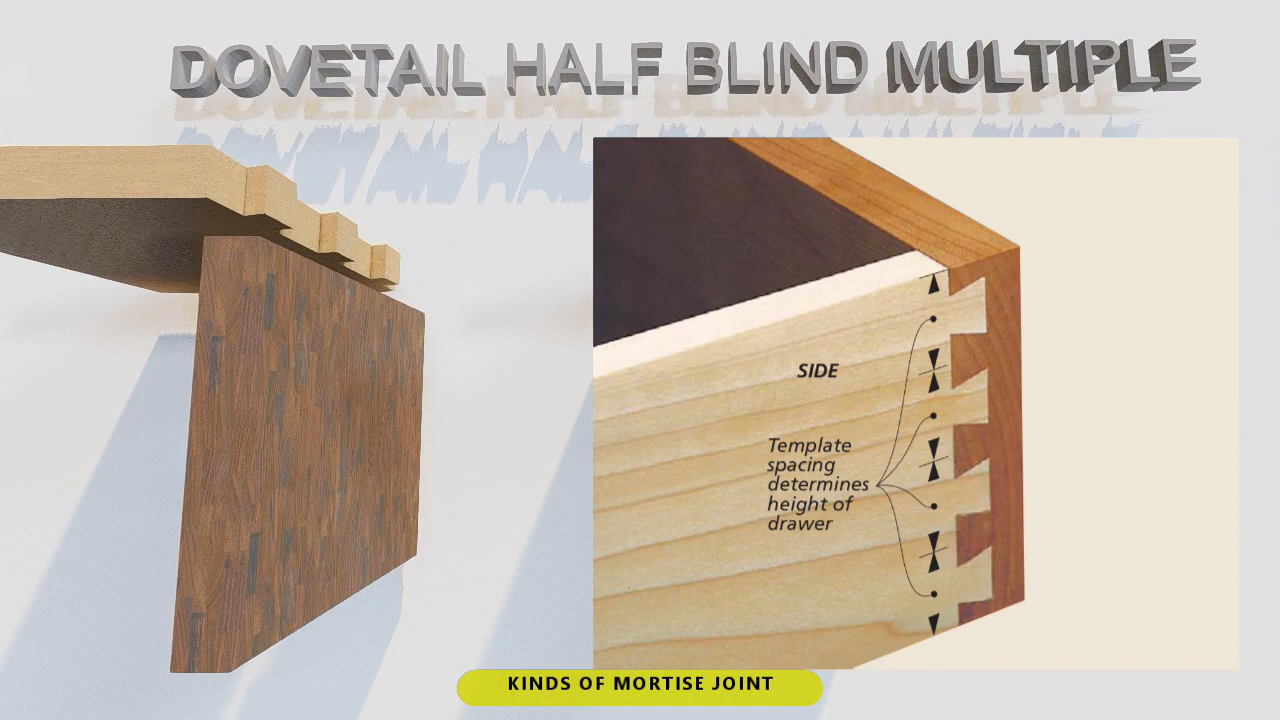 DOVETAIL HALF BLIND MULTIPLE
SIDE
Template
spacing
determines
height of
drawer
KINDS OF MORTISE JOINT